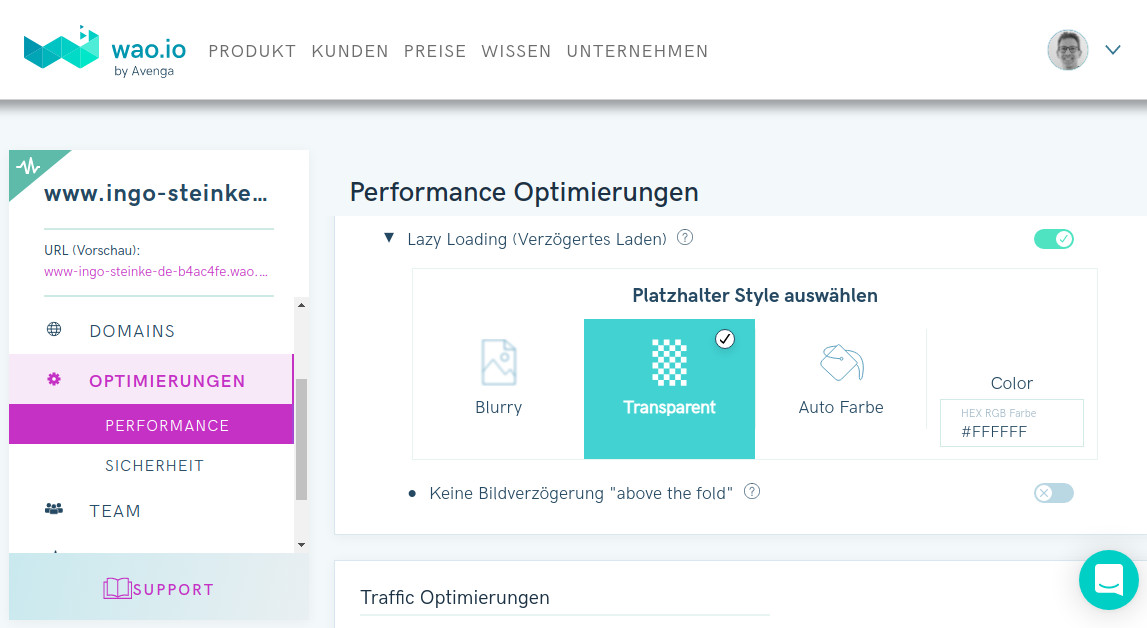 wao.io
by Avenga
PRODUKT KUNDEN PREISE WISSEN UNTERNEHMEN
www.ingo-steinke...
URL (Vorschau):
www-ingo-steinke-de-b4ac4fe.wao....
DOMAINS
OPTIMIERUNGEN
PERFORMANCE
SICHERHEIT
TEAM
SUPPORT
Performance Optimierungen
Lazy Loading (Verzögertes Laden) ?
Platzhalter Style auswählen
Blurry
Transparent
Auto Farbe
Color
HEX RGB Farbe
#FFFFFF
Keine Bildverzögerung "above the fold" ?
Traffic Optimierungen